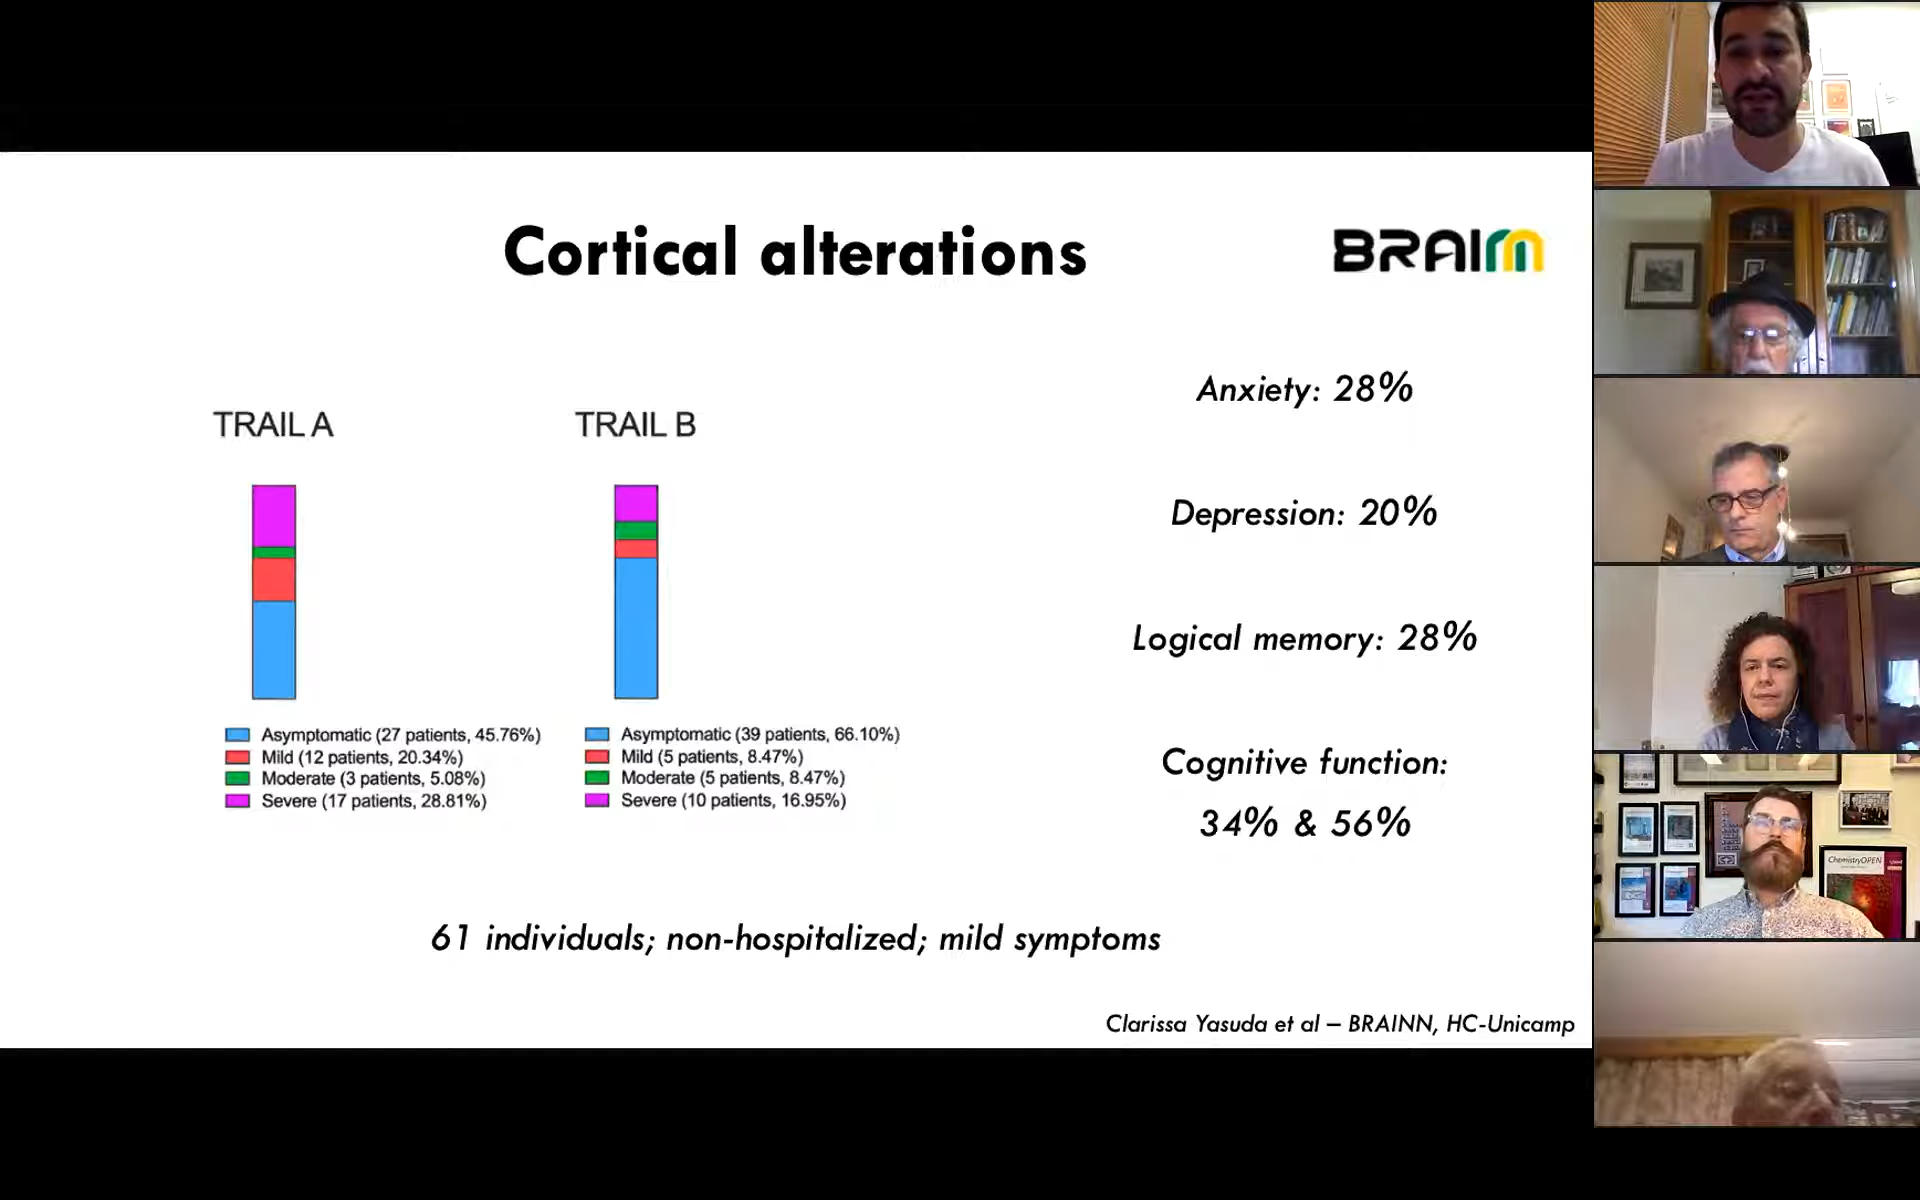 Cortical alterations
BRAINN
TRAIL A
TRAIL B
Asymptomatic (27 patients, 45.76%)
Mild (12 patients, 20.34%)
Moderate (3 patients, 5.08%)
Severe (17 patients, 28.81%)
Asymptomatic (39 patients, 66.10%)
Mild (5 patients, 8.47%)
Moderate (5 patients, 8.47%)
Severe (10 patients, 16.95%)
Anxiety: 28%
Depression: 20%
Logical memory: 28%
Cognitive function:
34% & 56%
61 individuals; non-hospitalized; mild symptoms
Clarissa Yasuda et al – BRAINN, HC-Unicamp
ChemistryOPEN